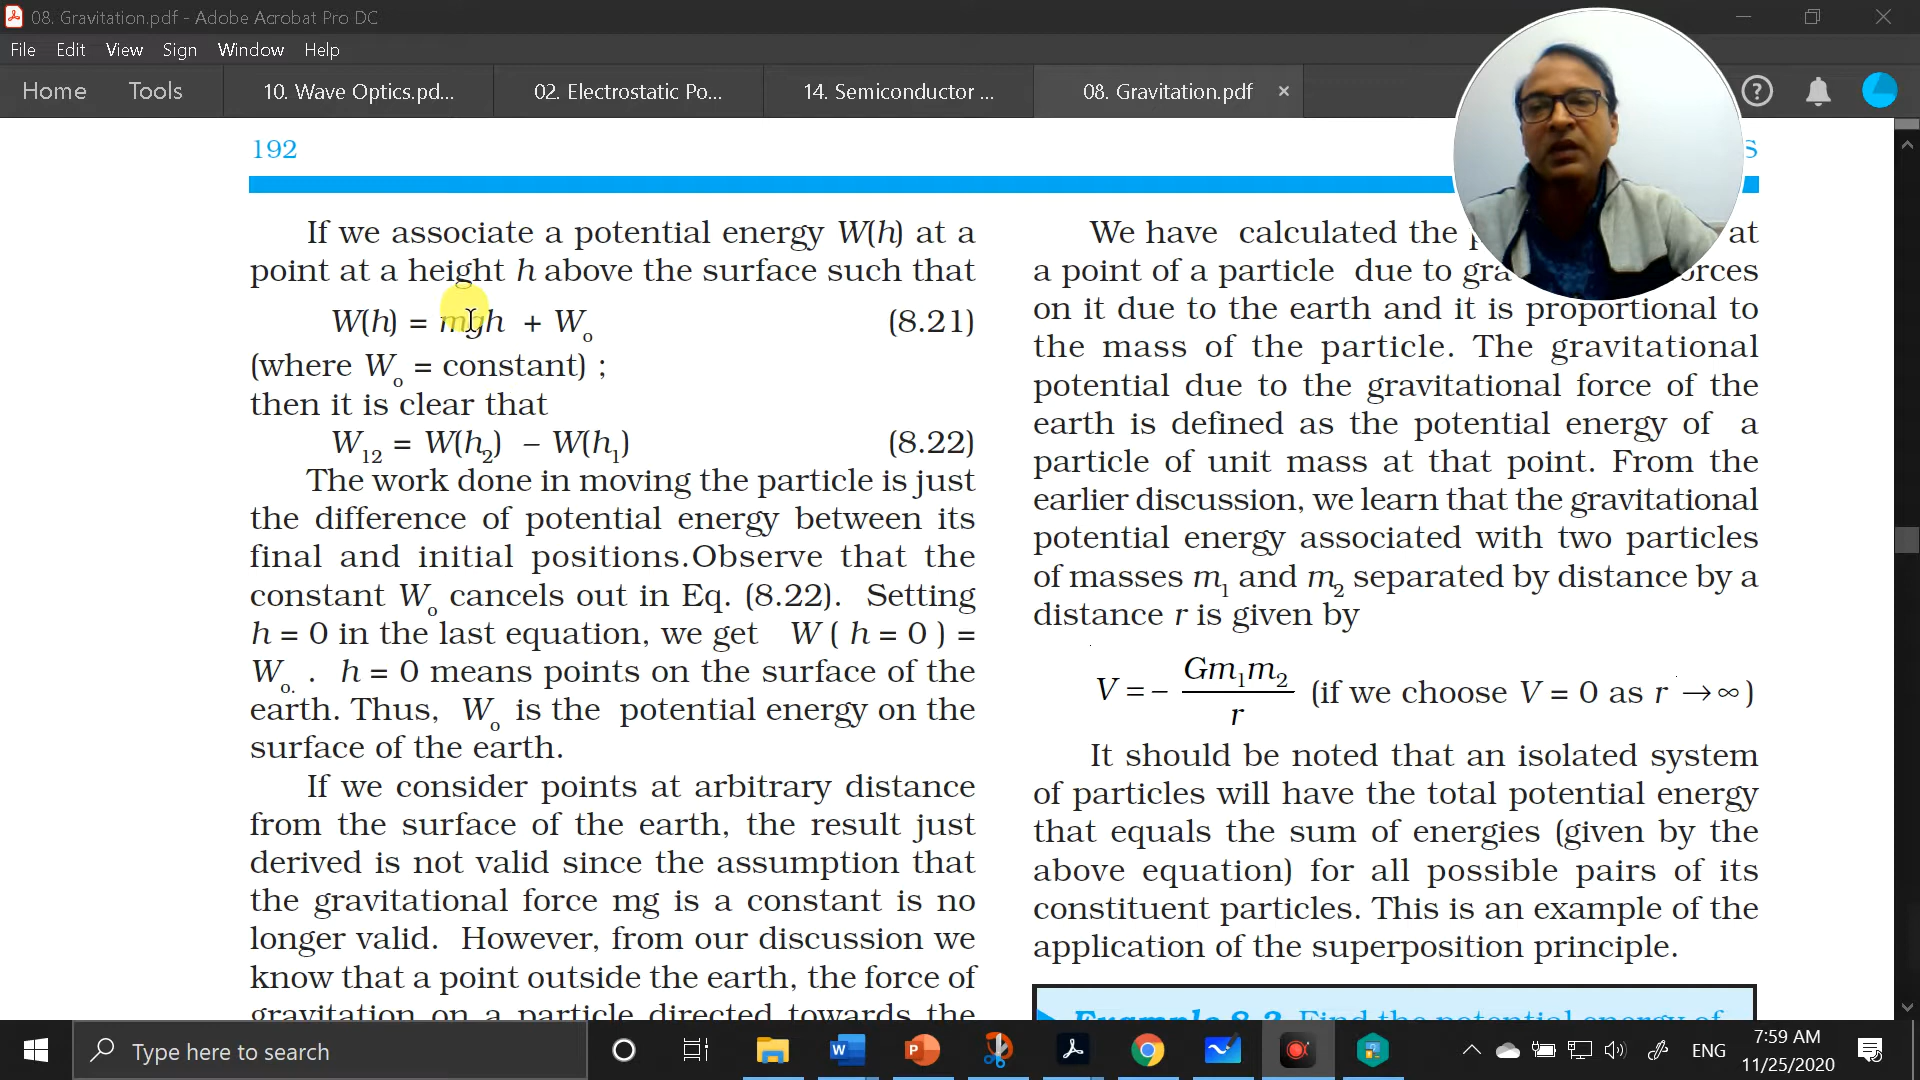 08. Gravitation.pdf - Adobe Acrobat Pro DC
File Edit View Sign Window Help
Home Tools 10. Wave Optics.pd... 02. Electrostatic Po... 14. Semiconductor ... 08. Gravitation.pdf ×
192
If we associate a potential energy W(h) at a
point at a height h above the surface such that
W(h) = mgh + Wo (8.21)
(where Wo = constant) ;
then it is clear that
W12 = W(h2) – W(h1) (8.22)
The work done in moving the particle is just
the difference of potential energy between its
final and initial positions.Observe that the
constant Wo cancels out in Eq. (8.22). Setting
h = 0 in the last equation, we get W ( h = 0 ) =
Wo. . h = 0 means points on the surface of the
earth. Thus, Wo is the potential energy on the
surface of the earth.
If we consider points at arbitrary distance
from the surface of the earth, the result just
derived is not valid since the assumption that
the gravitational force mg is a constant is no
longer valid. However, from our discussion we
know that a point outside the earth, the force of
gravitation on a particle directed towards the
We have calculated the at
a point of a particle due to
on it due to the earth and it is proportional to
the mass of the particle. The gravitational
potential due to the gravitational force of the
earth is defined as the potential energy of a
particle of unit mass at that point. From the
earlier discussion, we learn that the gravitational
potential energy associated with two particles
of masses m1 and m2 separated by distance by a
distance r is given by
V = – Gm1m2 / r (if we choose V = 0 as r → ∞ )
It should be noted that an isolated system
of particles will have the total potential energy
that equals the sum of energies (given by the
above equation) for all possible pairs of its
constituent particles. This is an example of the
application of the superposition principle.
Find the potential energy of
Type here to search
ENG
7:59 AM
11/25/2020